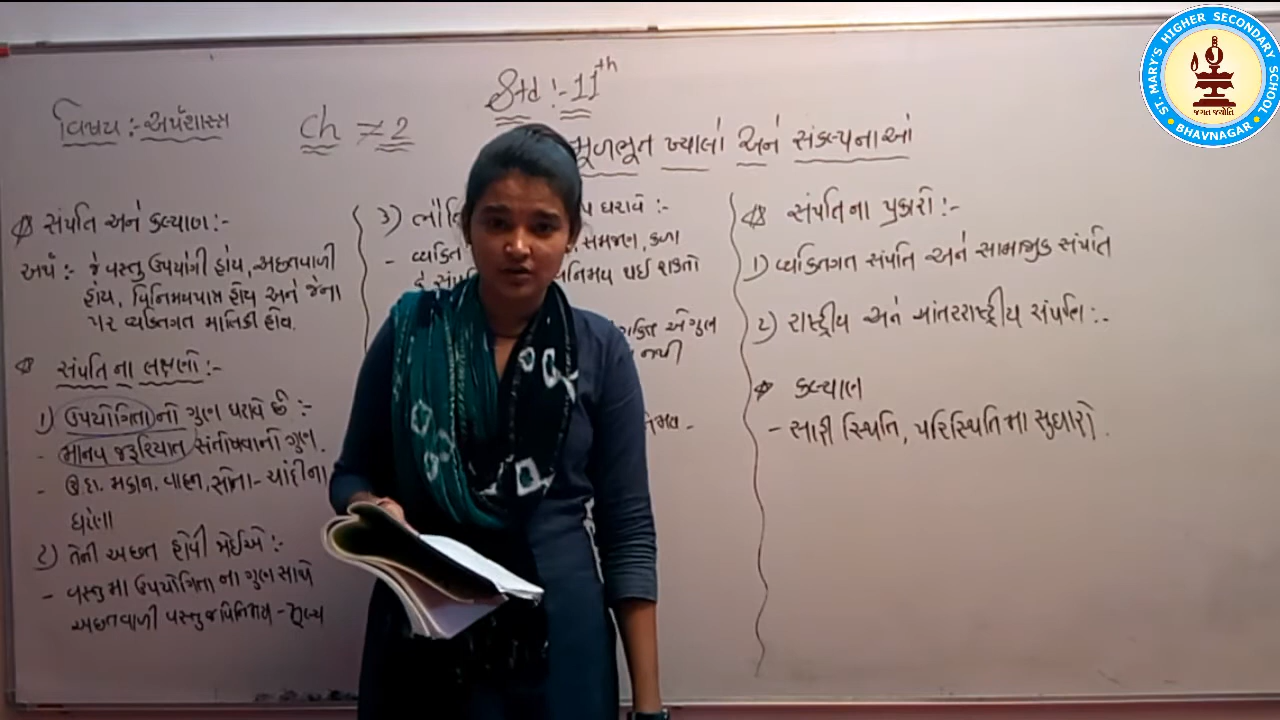 ST. MARY'S HIGHER SECONDARY SCHOOL
જગત જ્યોતિ
BHAVNAGAR
Std :- 11th
વિષય :- અર્થશાસ્ત્ર
ch ≠ 2
મૂળભૂત ખ્યાલો અને સંકલ્પનાઓ
સંપતિ અને કલ્યાણ :-
અર્થ :- જે વસ્તુ ઉપયોગી હોય, અછતવાળી
હોય, વિનિમયપાત્ર હોય અને જેના
પર વ્યક્તિગત માલિકી હોય.
સંપતિ ના લક્ષણો :-
1) ઉપયોગિતા નો ગુણ ધરાવે છે :-
- માનવ જરૂરિયાત સંતોષવાનો ગુણ.
- ઉદા. મકાન, વાહન, સોના - ચાંદીના
ઘરેણા
2) તેની અછત હોવી જોઈએ :-
- વસ્તુમા ઉપયોગિતા ના ગુણ સાથે
અછતવાળી વસ્તુ જ વિનિમય - મૂલ્ય
3) ધરાવે :-
સમજણ, કળા
થઈ શકતો
એ ગુણ
નથી
સંપતિ ના પ્રકારો :-
1) વ્યક્તિગત સંપતિ અને સામાજીક સંપતિ
2) રાષ્ટ્રીય અને આંતરરાષ્ટ્રીય સંપતિ :-
કલ્યાણ
- સારી સ્થિતિ, પરિસ્થિતિમા સુધારો.